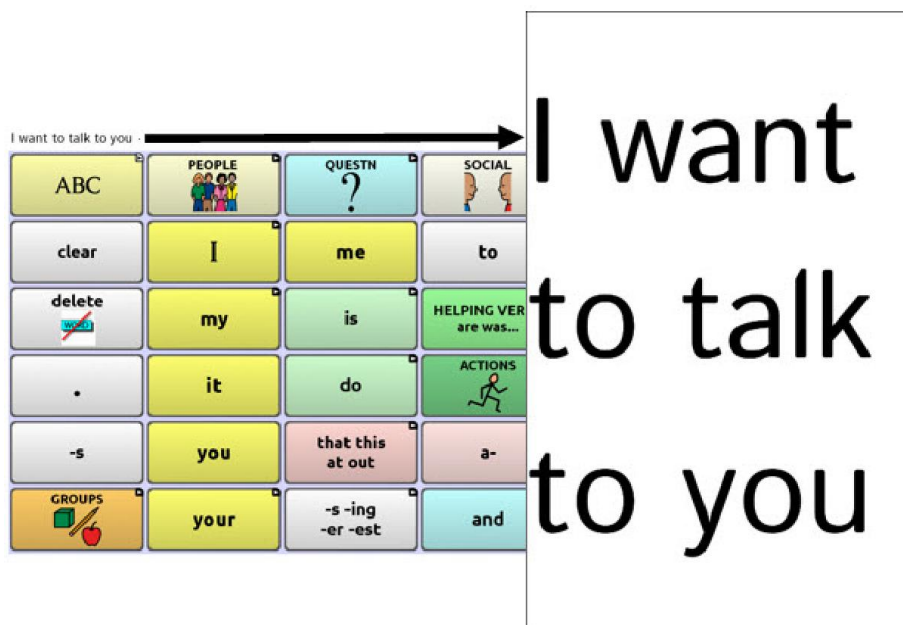 I want to talk to you
I want
to talk
to you
ABC
PEOPLE
QUESTN
?
SOCIAL
clear
I
me
to
delete
WORD
my
is
HELPING VER
are was...
.
it
do
ACTIONS
-s
you
that this
at out
a-
GROUPS
your
-s -ing
-er -est
and